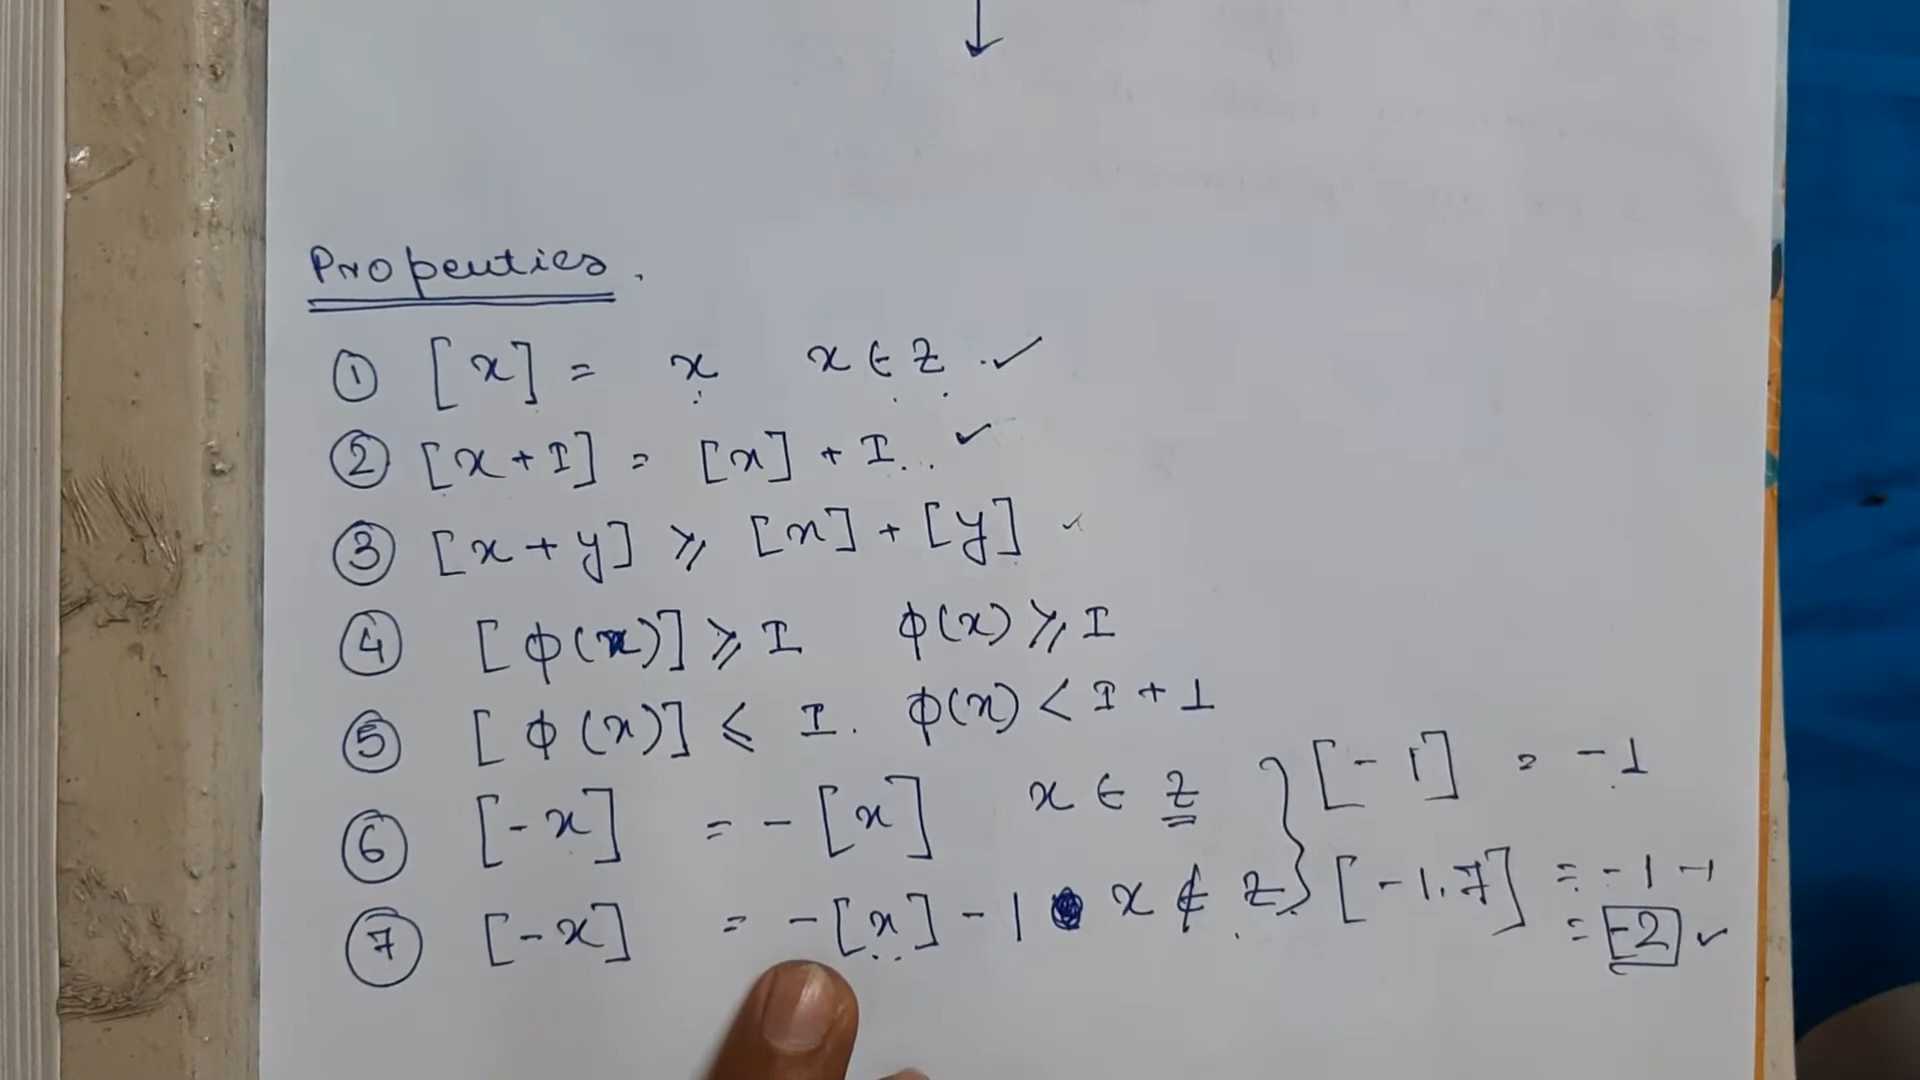 Properties.
① [x] = x x ∈ Z ✓
② [x + I] = [x] + I.. ✓
③ [x + y] ⩾ [x] + [y] ✓
④ [ϕ(x)] ⩾ I ϕ(x) ⩾ I
⑤ [ϕ(x)] ⩽ I. ϕ(x) < I + 1
⑥ [-x] = -[x] x ∈ Z } [-1] = -1
⑦ [-x] = -[x] -1 x ∉ Z } [-1.7] = -1 -1
= -2 ✓